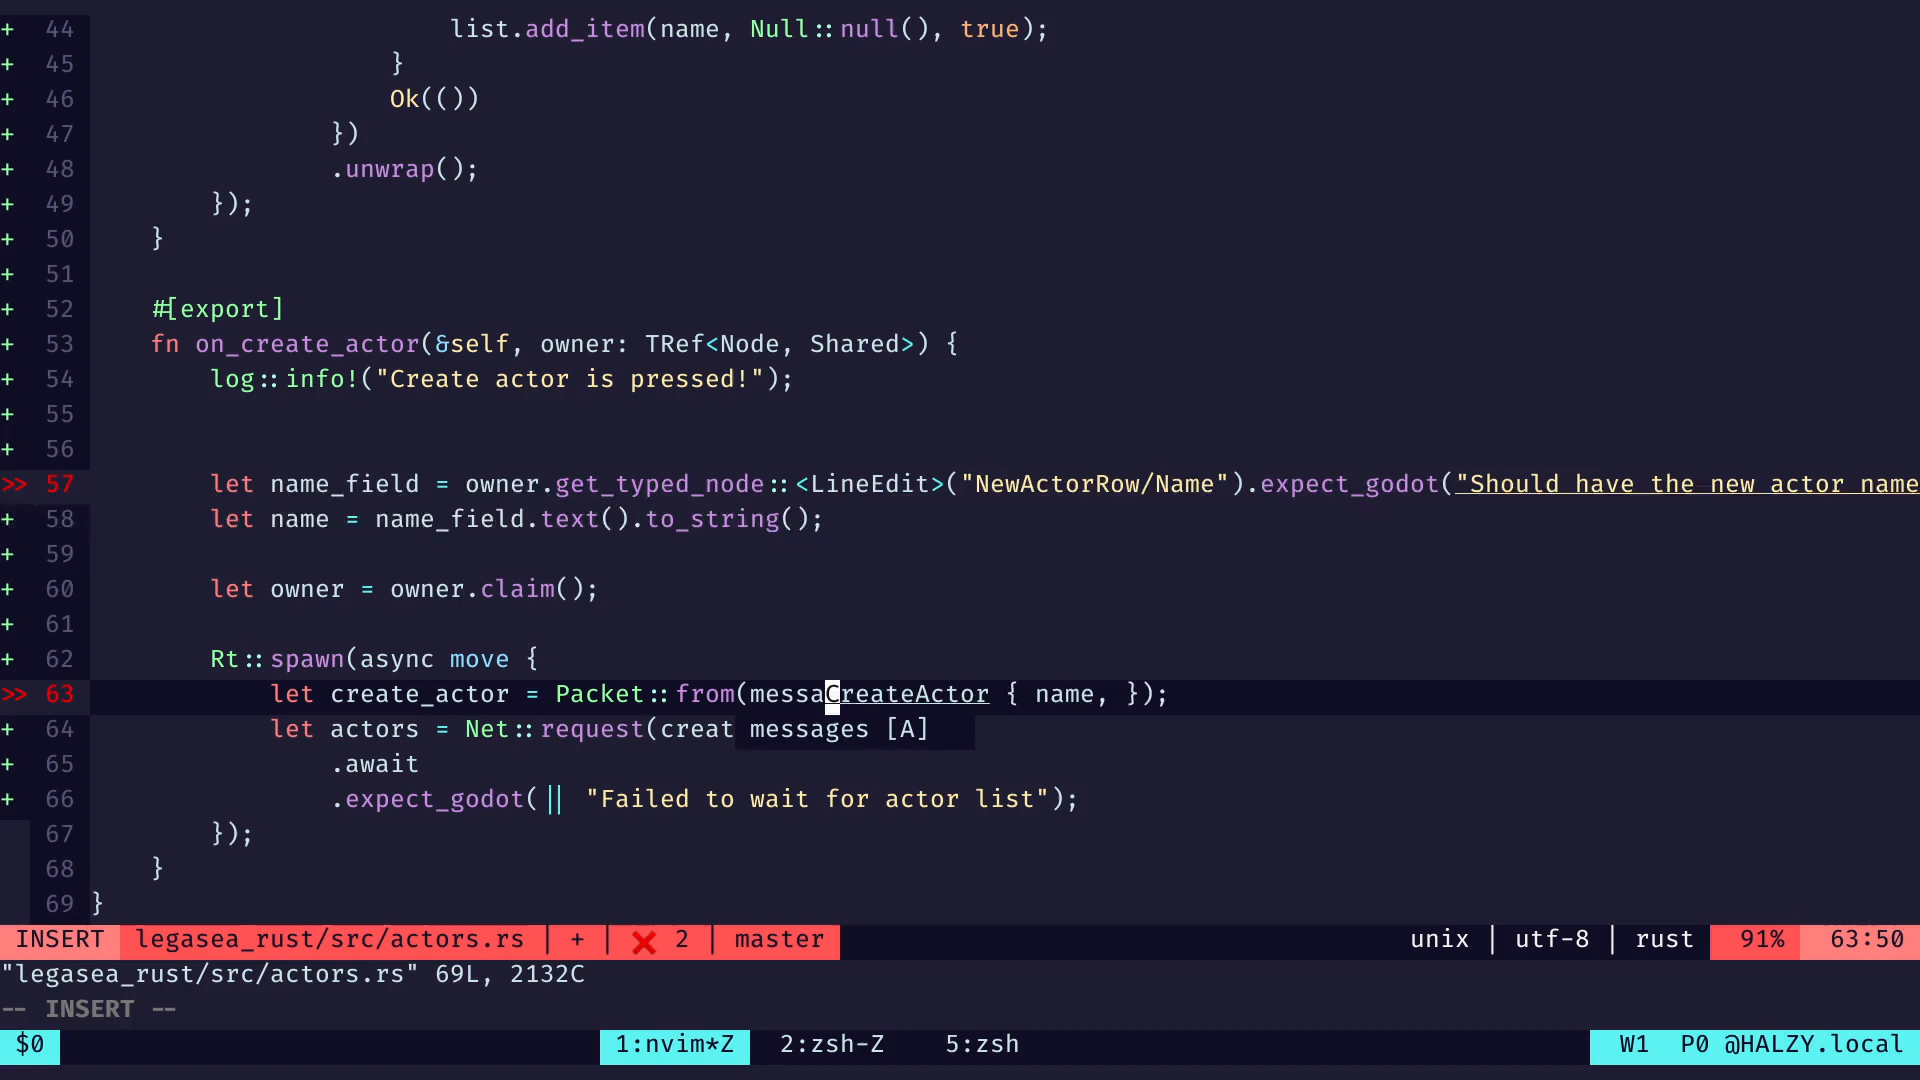 + 44 list.add_item(name, Null::null(), true);
+ 45 }
+ 46 Ok(())
+ 47 })
+ 48 .unwrap();
+ 49 });
+ 50 }
+ 51
+ 52 #[export]
+ 53 fn on_create_actor(&self, owner: TRef<Node, Shared>) {
+ 54 log::info!("Create actor is pressed!");
+ 55
+ 56
>> 57 let name_field = owner.get_typed_node::<LineEdit>("NewActorRow/Name").expect_godot("Should have the new actor name
+ 58 let name = name_field.text().to_string();
+ 59
+ 60 let owner = owner.claim();
+ 61
+ 62 Rt::spawn(async move {
>> 63 let create_actor = Packet::from(messaCreateActor { name, });
+ 64 let actors = Net::request(creat messages [A]
+ 65 .await
+ 66 .expect_godot(|| "Failed to wait for actor list");
67 });
68 }
69 }
INSERT legasea_rust/src/actors.rs | + | ❌ 2 | master unix | utf-8 | rust 91% 63:50
"legasea_rust/src/actors.rs" 69L, 2132C
-- INSERT --
$0 1:nvim*Z 2:zsh-Z 5:zsh W1 P0 @HALZY.local